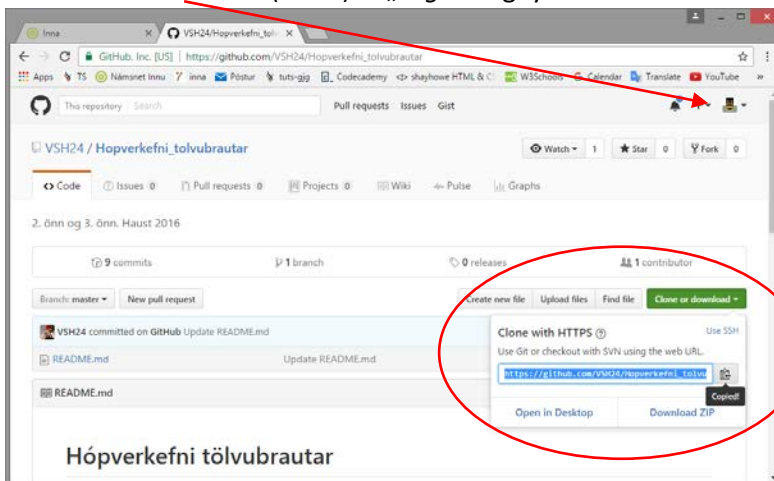 Inna
VSH24/Hopverkefni_tolv
GitHub, Inc. [US] | https://github.com/VSH24/Hopverkefni_tolvubrautar
Apps TS Námsnet Innu inna Póstur tuts-gjg Codecademy <> shayhowe HTML & C W3Schools Calendar Translate YouTube »
This repository Search Pull requests Issues Gist
VSH24 / Hopverkefni_tolvubrautar Watch 1 Star 0 Fork 0
Code Issues 0 Pull requests 0 Projects 0 Wiki Pulse Graphs
2. önn og 3. önn. Haust 2016
9 commits 1 branch 0 releases 1 contributor
Branch: master New pull request Create new file Upload files Find file Clone or download
VSH24 committed on GitHub Update README.md
README.md Update README.md
README.md
Clone with HTTPS Use SSH
Use Git or checkout with SVN using the web URL.
https://github.com/VSH24/Hopverkefni_tolvu
Copied!
Open in Desktop Download ZIP
Hópverkefni tölvubrautar